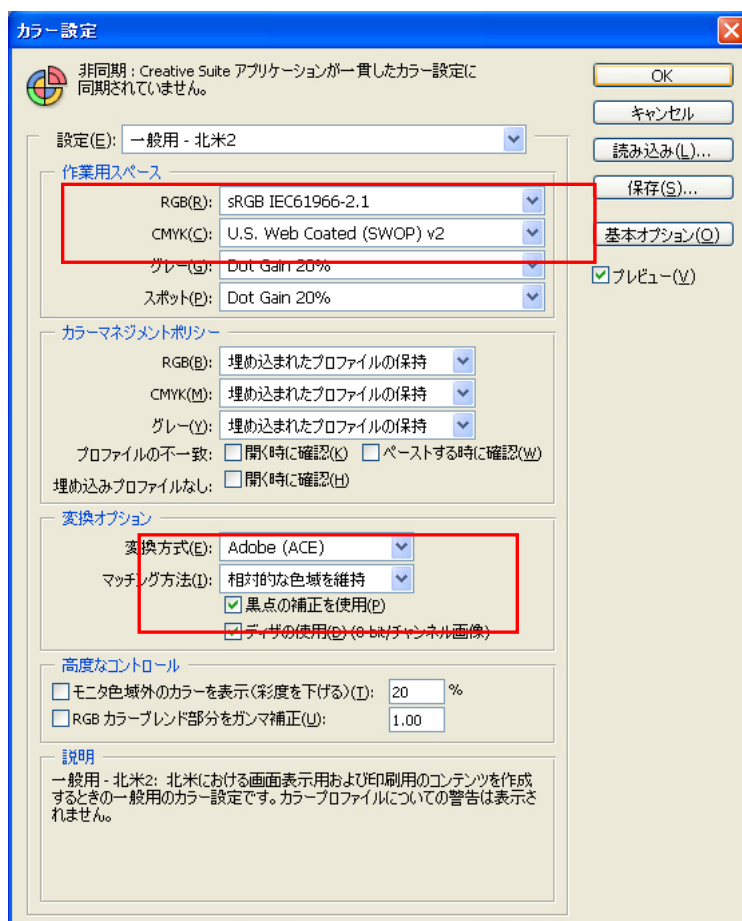 カラー設定
非同期 : Creative Suite アプリケーションが一貫したカラー設定に
同期されていません。
OK
キャンセル
設定(E): 一般用 - 北米2
読み込み(L)...
作業用スペース
保存(S)...
RGB(R): sRGB IEC61966-2.1
CMYK(C): U.S. Web Coated (SWOP) v2
基本オプション(O)
グレー(G): Dot Gain 20%
プレビュー(V)
スポット(P): Dot Gain 20%
カラーマネジメントポリシー
RGB(B): 埋め込まれたプロファイルの保持
CMYK(M): 埋め込まれたプロファイルの保持
グレー(Y): 埋め込まれたプロファイルの保持
プロファイルの不一致: 開く時に確認(K) ペーストする時に確認(W)
埋め込みプロファイルなし: 開く時に確認(H)
変換オプション
変換方式(E): Adobe (ACE)
マッチング方法(I): 相対的な色域を維持
黒点の補正を使用(P)
ディザの使用(D) (8-bit/チャンネル画像)
高度なコントロール
モニタ色域外のカラーを表示(彩度を下げる)(T): 20 %
RGB カラーブレンド部分をガンマ補正(U): 1.00
説明
一般用 - 北米2: 北米における画面表示用および印刷用のコンテンツを作成
するときの一般用のカラー設定です。カラープロファイルについての警告は表示さ
れません。